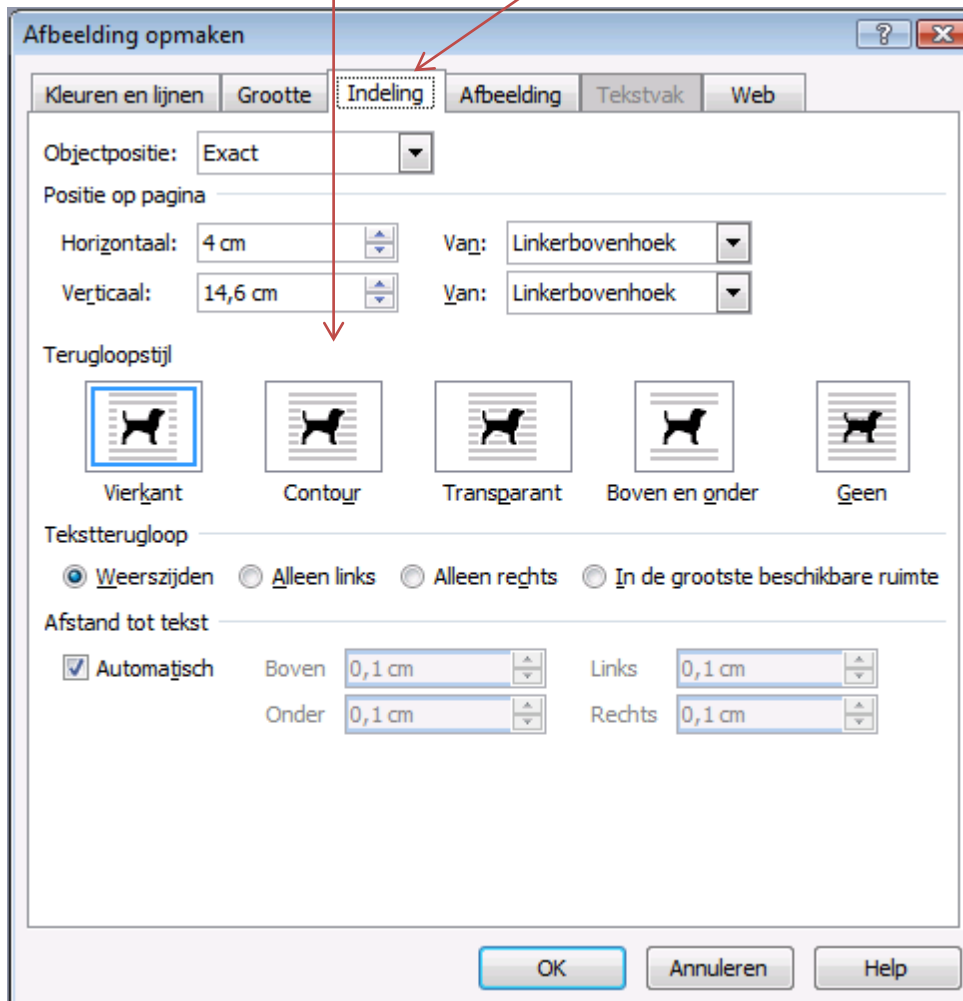 Afbeelding opmaken
Kleuren en lijnen Grootte Indeling Afbeelding Tekstvak Web
Objectpositie: Exact
Positie op pagina
Horizontaal: 4 cm Van: Linkerbovenhoek
Verticaal: 14,6 cm Van: Linkerbovenhoek
Terugloopstijl
Vierkant Contour Transparant Boven en onder Geen
Tekstterugloop
Weerszijden Alleen links Alleen rechts In de grootste beschikbare ruimte
Afstand tot tekst
Automatisch Boven 0,1 cm Links 0,1 cm
Onder 0,1 cm Rechts 0,1 cm
OK Annuleren Help